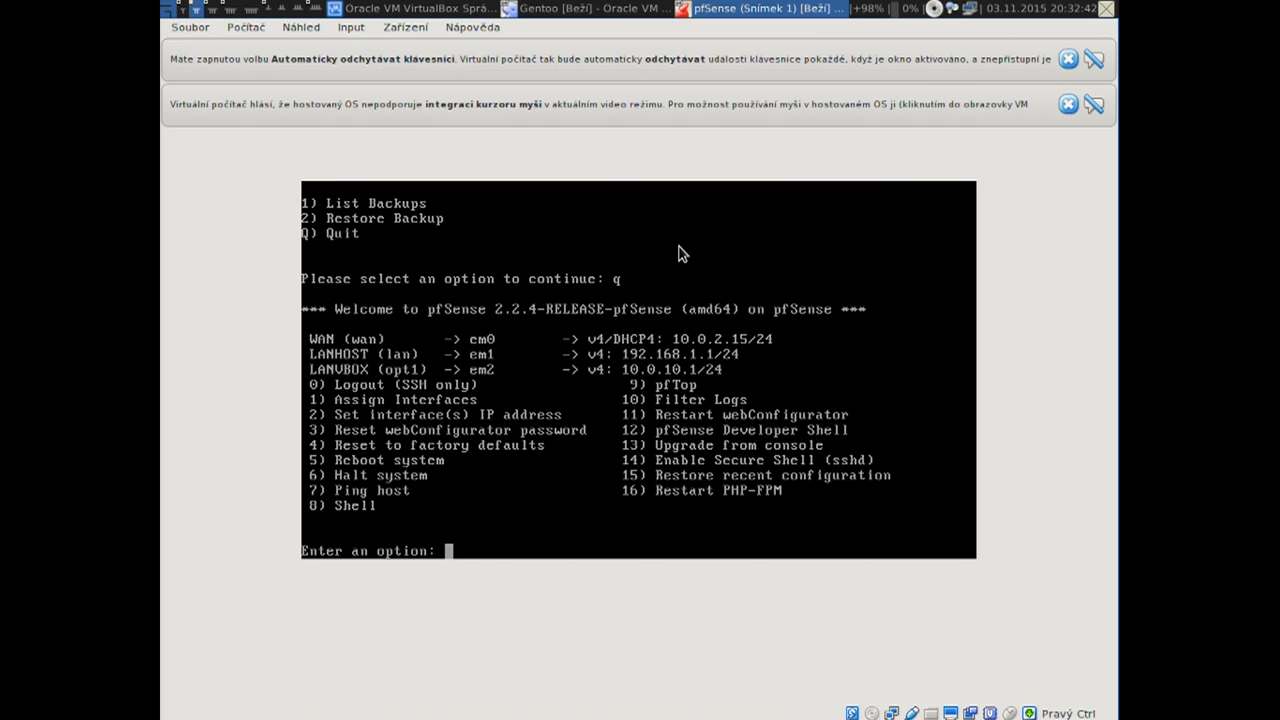 Oracle VM VirtualBox Sprá... Gentoo [Beží] - Oracle VM ... pfSense (Snímek 1) [Beží] ... +98% 0% 03.11.2015 20:32:42
Soubor Počítač Náhled Input Zařízení Nápověda
Máte zapnutou volbu Automaticky odchytávat klávesnici. Virtuální počítač tak bude automaticky odchytávat události klávesnice pokaždé, když je okno aktivováno, a znepřístupní je
Virtuální počítač hlásí, že hostovaný OS nepodporuje integraci kurzoru myši v aktuálním video režimu. Pro možnost používání myši v hostovaném OS ji (kliknutím do obrazovky VM
1) List Backups
2) Restore Backup
Q) Quit
Please select an option to continue: q
*** Welcome to pfSense 2.2.4-RELEASE-pfSense (amd64) on pfSense ***
WAN (wan) -> em0 -> v4/DHCP4: 10.0.2.15/24
LANHOST (lan) -> em1 -> v4: 192.168.1.1/24
LANVBOX (opt1) -> em2 -> v4: 10.0.10.1/24
0) Logout (SSH only) 9) pfTop
1) Assign Interfaces 10) Filter Logs
2) Set interface(s) IP address 11) Restart webConfigurator
3) Reset webConfigurator password 12) pfSense Developer Shell
4) Reset to factory defaults 13) Upgrade from console
5) Reboot system 14) Enable Secure Shell (sshd)
6) Halt system 15) Restore recent configuration
7) Ping host 16) Restart PHP-FPM
8) Shell
Enter an option:
Pravý Ctrl